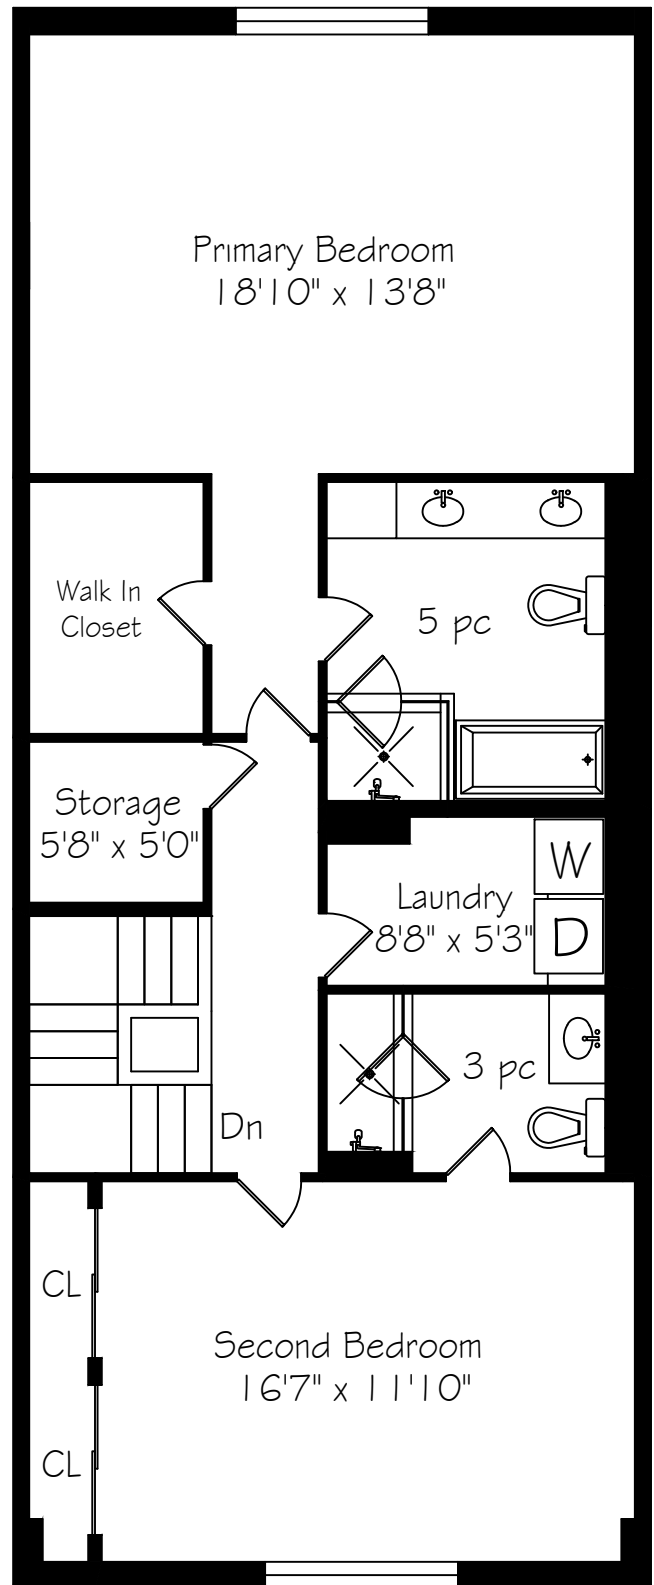 Primary Bedroom
18'10" x 13'8"
Walk In
Closet
5 pc
Storage
5'8" x 5'0"
W
Laundry
8'8" x 5'3"
D
3 pc
Dn
CL
Second Bedroom
16'7" x 11'10"
CL